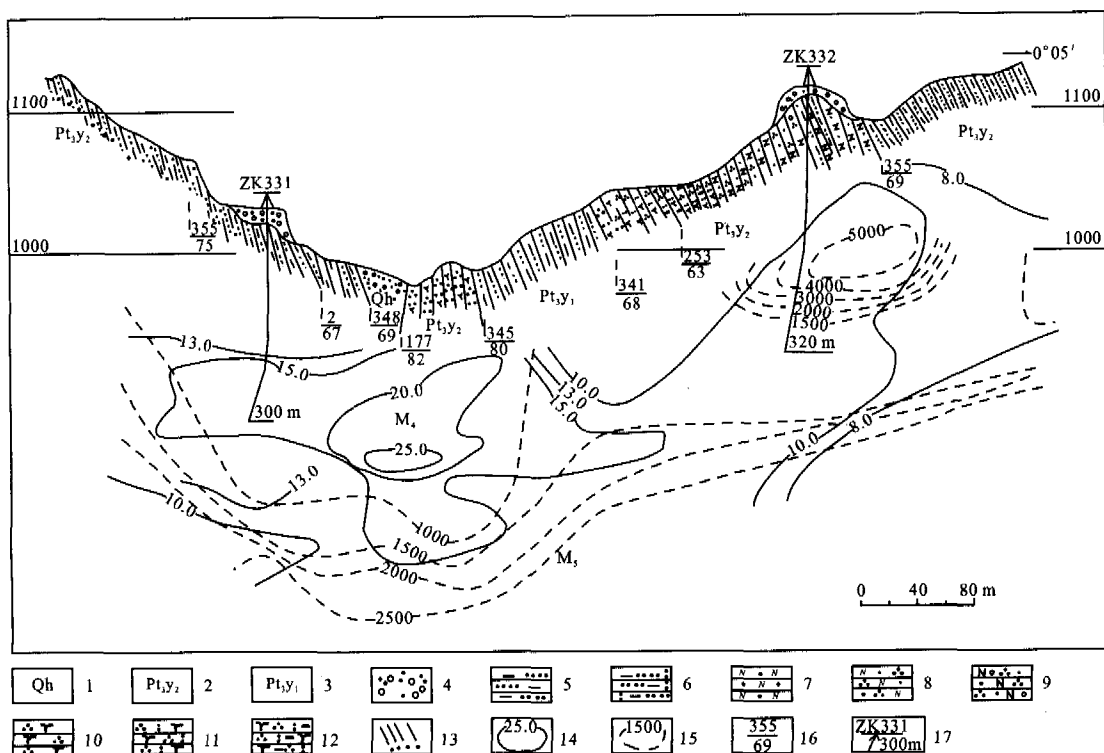 ZK332
0°05′
1100
1100
Pt₃y₂
Pt₃y₂
ZK331
355
69
8.0
355
75
1000
1000
Pt₃y₂
5000
253
63
341
68
Pt₃y₁
4000
3000
2000
1500
320 m
2
67
Qh
348
69
Pt₃y₂
177
82
345
80
13.0
15.0
20.0
10.0
13.0
15.0
300 m
M₄
25.0
10.0
8.0
13.0
10.0
1000
1500
2000
M₅
2500
0 40 80 m
Qh 1 Pt₃y₂ 2 Pt₃y₁ 3 4 5 6 N 7 N 8 N 9
10 11 12 13 25.0 14 1500 15 355
69 16 ZK331
300m 17